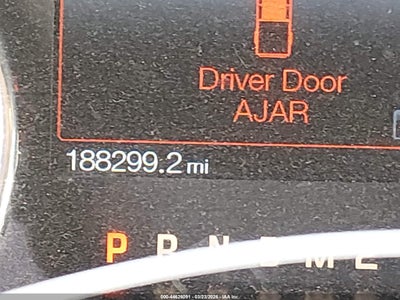 Driver Door
AJAR
188299.2 mi
P R N D M E L
000-44626091 - 03/23/2026 - IAA Inc.